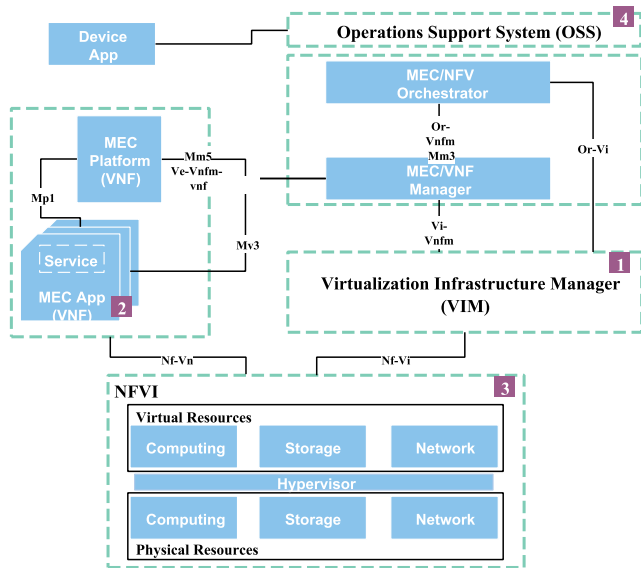 4
Device
App
Operations Support System (OSS)
MEC/NFV
Orchestrator
Or-
Vnfm
Mm3
Or-Vi
MEC
Platform
(VNF)
Mm5
Ve-Vnfm-
vnf
MEC/VNF
Manager
Mp1
Mv3
Vi-
Vnfm
Service
MEC App
(VNF)
2
1
Virtualization Infrastructure Manager
(VIM)
Nf-Vn
Nf-Vi
NFVI
3
Virtual Resources
Computing
Storage
Network
Hypervisor
Computing
Storage
Network
Physical Resources